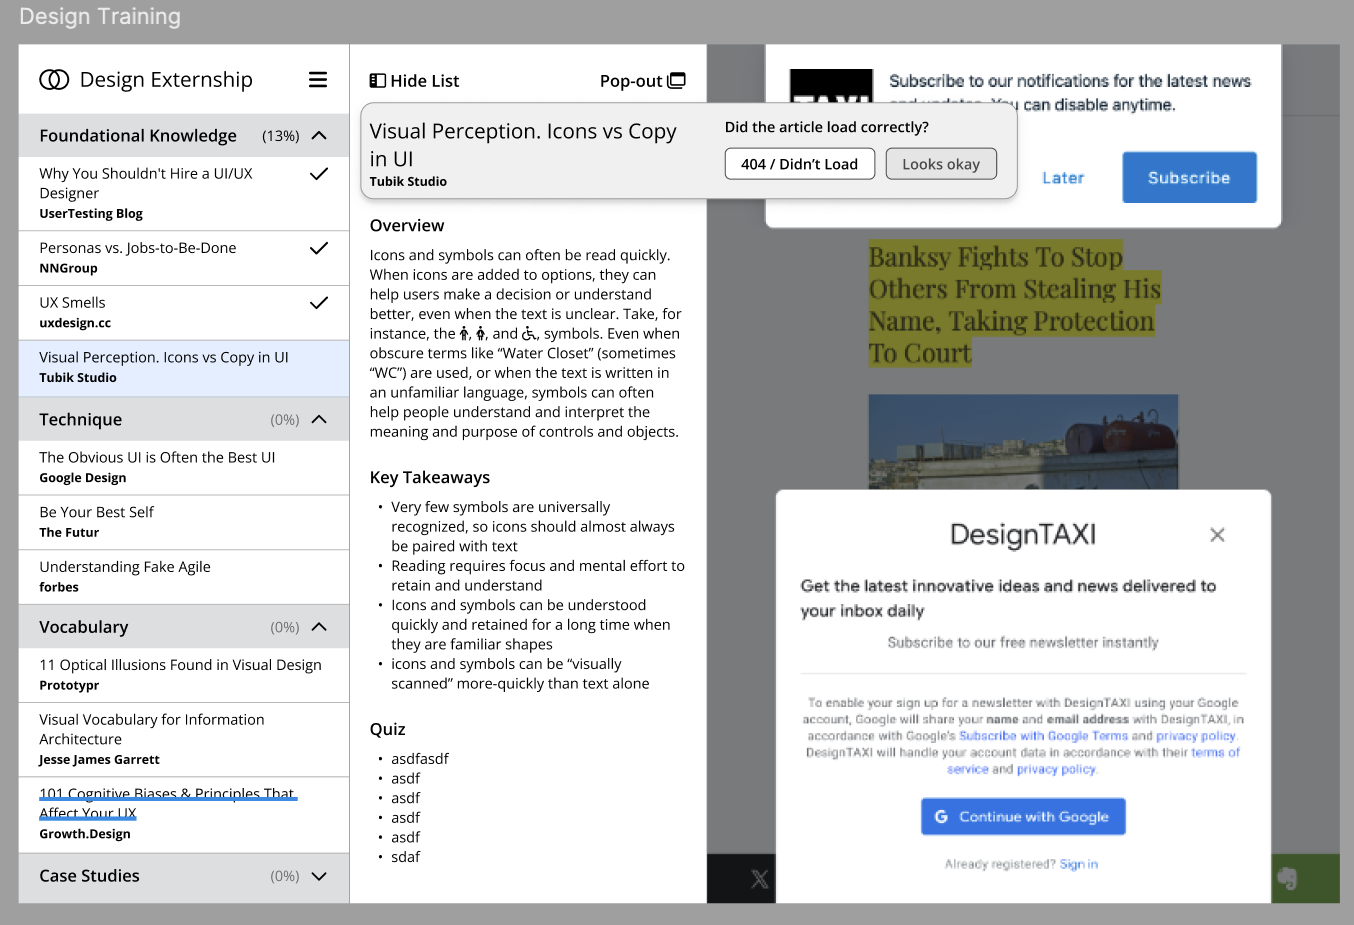 Design Training
Design Externship
Foundational Knowledge (13%)
Why You Shouldn't Hire a UI/UX
Designer
UserTesting Blog
Personas vs. Jobs-to-Be-Done
NNGroup
UX Smells
uxdesign.cc
Visual Perception. Icons vs Copy in UI
Tubik Studio
Technique (0%)
The Obvious UI is Often the Best UI
Google Design
Be Your Best Self
The Futur
Understanding Fake Agile
forbes
Vocabulary (0%)
11 Optical Illusions Found in Visual Design
Prototypr
Visual Vocabulary for Information
Architecture
Jesse James Garrett
101 Cognitive Biases & Principles That
Affect Your UX
Growth.Design
Case Studies (0%)
Hide List
Pop-out
Visual Perception. Icons vs Copy
in UI
Tubik Studio
Did the article load correctly?
404 / Didn't Load
Looks okay
Overview
Icons and symbols can often be read quickly.
When icons are added to options, they can
help users make a decision or understand
better, even when the text is unclear. Take, for
instance, the , , and , symbols. Even when
obscure terms like “Water Closet” (sometimes
“WC”) are used, or when the text is written in
an unfamiliar language, symbols can often
help people understand and interpret the
meaning and purpose of controls and objects.
Key Takeaways
• Very few symbols are universally
recognized, so icons should almost always
be paired with text
• Reading requires focus and mental effort to
retain and understand
• Icons and symbols can be understood
quickly and retained for a long time when
they are familiar shapes
• icons and symbols can be “visually
scanned” more-quickly than text alone
Quiz
• asdfasdf
• asdf
• asdf
• asdf
• asdf
• sdaf
TAXI
Subscribe to our notifications for the latest news
and updates. You can disable anytime.
Later
Subscribe
Banksy Fights To Stop
Others From Stealing His
Name, Taking Protection
To Court
DesignTAXI
Get the latest innovative ideas and news delivered to
your inbox daily
Subscribe to our free newsletter instantly
To enable your sign up for a newsletter with DesignTAXI using your Google
account, Google will share your name and email address with DesignTAXI, in
accordance with Google's Subscribe with Google Terms and privacy policy.
DesignTAXI will handle your account data in accordance with their terms of
service and privacy policy.
G Continue with Google
Already registered? Sign in